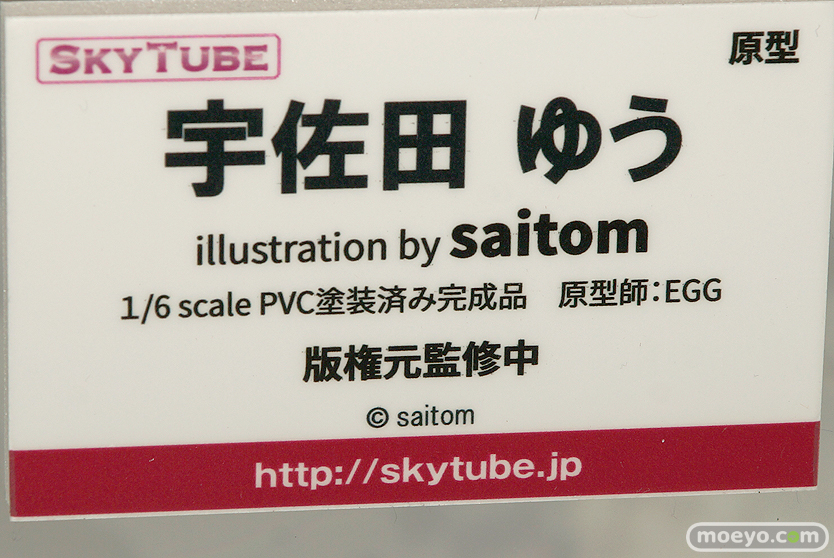 SKYTUBE
原型
宇佐田 ゆう
illustration by saitom
1/6 scale PVC塗装済み完成品　原型師：EGG
版権元監修中
© saitom
http://skytube.jp
moeyo.com